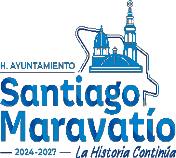 H. AYUNTAMIENTO
Santiago
Maravatío
2024-2027
La Historia Continúa